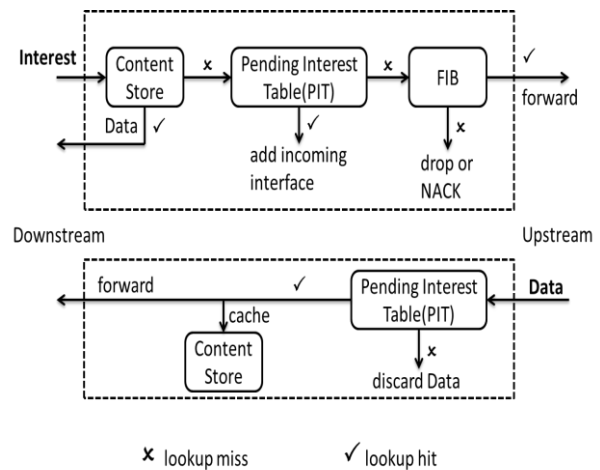 Interest
Content
Store
✗
Pending Interest
Table(PIT)
✗
FIB
✓
forward
Data ✓
✓
add incoming
interface
✗
drop or
NACK
Downstream
Upstream
forward
✓
Pending Interest
Table(PIT)
Data
cache
Content
Store
✗
discard Data
✗ lookup miss
✓ lookup hit